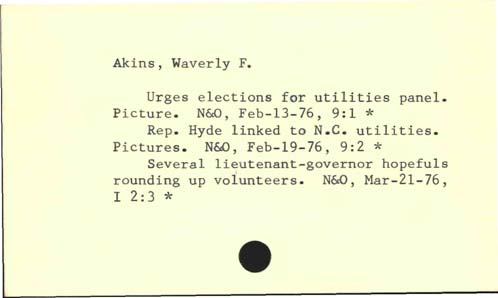 Akins, Waverly F.
Urges elections for utilities panel.
Picture. N&O, Feb-13-76, 9:1 *
Rep. Hyde linked to N.C. utilities.
Pictures. N&O, Feb-19-76, 9:2 *
Several lieutenant-governor hopefuls
rounding up volunteers. N&O, Mar-21-76,
I 2:3 *